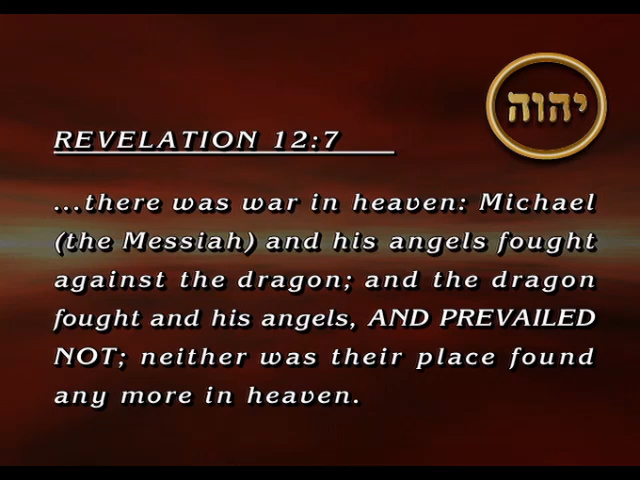 יהוה
REVELATION 12:7
...there was war in heaven: Michael
(the Messiah) and his angels fought
against the dragon; and the dragon
fought and his angels, AND PREVAILED
NOT; neither was their place found
any more in heaven.